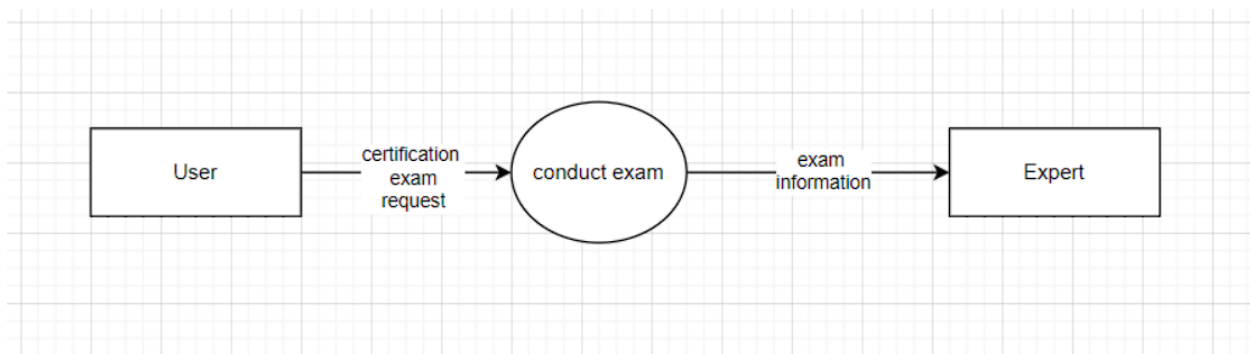 User
certification
exam
request
conduct exam
exam
information
Expert